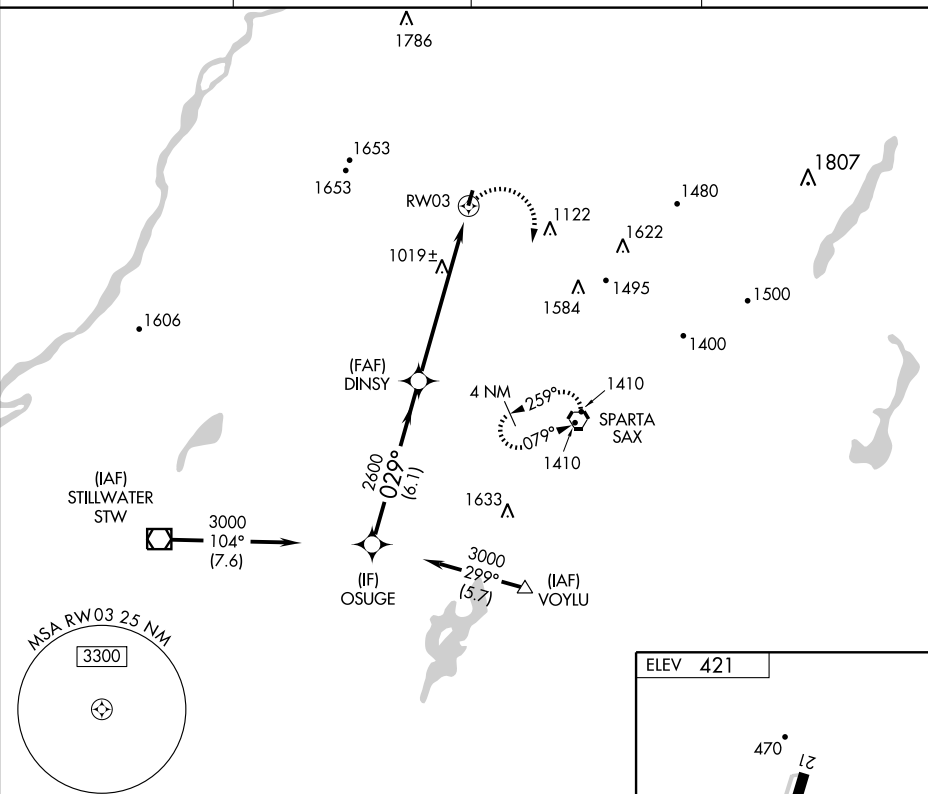 1786
1653
1653
1807
1480
RW03
1122
1622
1019±
1495
1584
1500
1606
1400
(FAF)
DINSY
4 NM
259°
1410
SPARTA
SAX
079°
1410
2600
029°
(6.1)
(IAF)
STILLWATER
STW
1633
3000
104°
(7.6)
3000
299°
(5.7)
(IF)
OSUGE
(IAF)
VOYLU
MSA RW03 25 NM
3300
ELEV 421
470
21